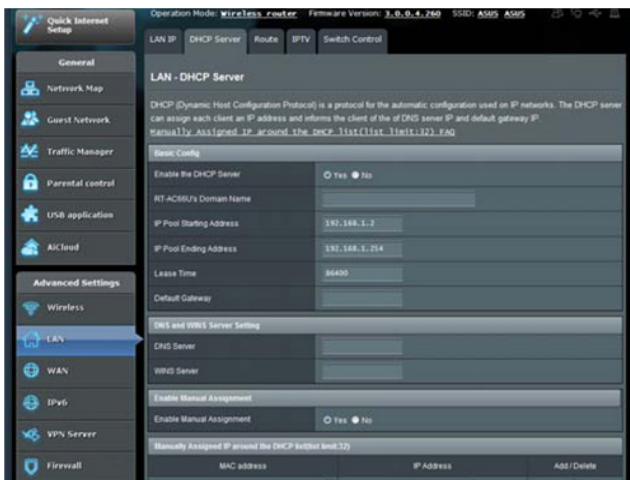 Quick Internet Setup
Operation Mode: Wireless router Firmware Version: 3.0.0.4.260 SSID: ASUS ASUS
LAN IP DHCP Server Route IPTV Switch Control
General
Network Map
Guest Network
Traffic Manager
Parental control
USB application
AiCloud
Advanced Settings
Wireless
LAN
WAN
IPv6
VPN Server
Firewall
LAN - DHCP Server
DHCP (Dynamic Host Configuration Protocol) is a protocol for the automatic configuration used on IP networks. The DHCP server
can assign each client an IP address and informs the client of the of DNS server IP and default gateway IP.
Manually Assigned IP around the DHCP list(list limit:32) FAQ
Basic Config
Enable the DHCP Server Yes No
RT-AC66U's Domain Name
IP Pool Starting Address 192.168.1.2
IP Pool Ending Address 192.168.1.254
Lease Time 86400
Default Gateway
DNS and WINS Server Setting
DNS Server
WINS Server
Enable Manual Assignment
Enable Manual Assignment Yes No
Manually Assigned IP around the DHCP list(list limit:32)
MAC address IP Address Add / Delete